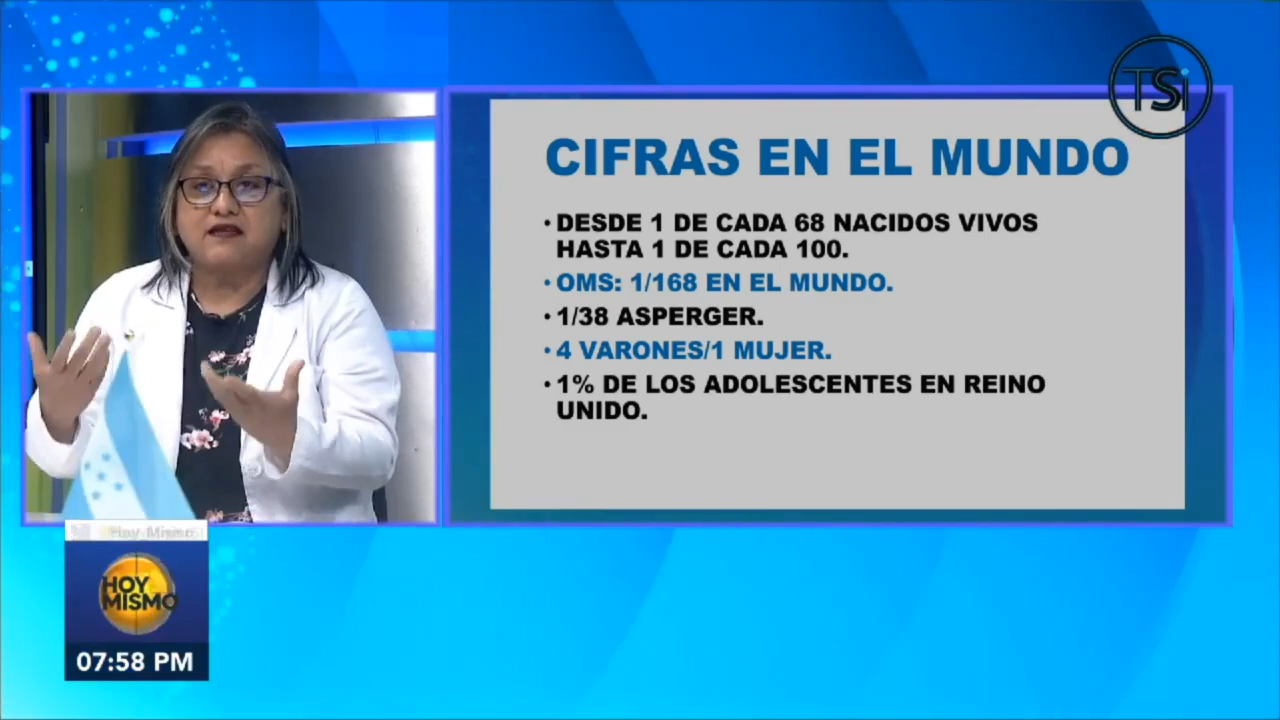 TSi
CIFRAS EN EL MUNDO
• DESDE 1 DE CADA 68 NACIDOS VIVOS
HASTA 1 DE CADA 100.
• OMS: 1/168 EN EL MUNDO.
• 1/38 ASPERGER.
• 4 VARONES/1 MUJER.
• 1% DE LOS ADOLESCENTES EN REINO
UNIDO.
Hoy Mismo
HOY
MISMO
07:58 PM